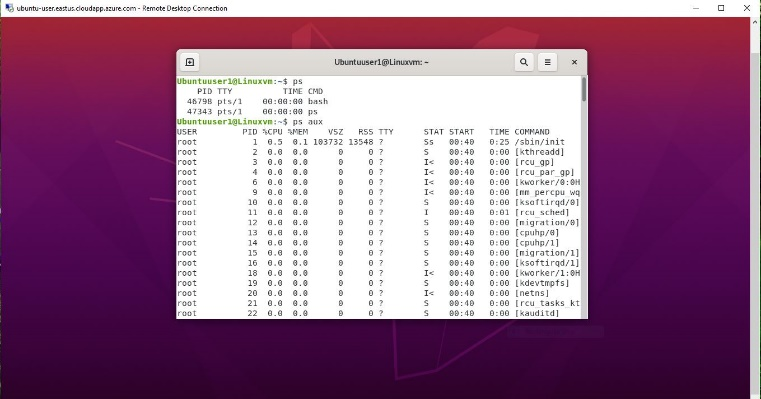 ubuntu-user.eastus.cloudapp.azure.com - Remote Desktop Connection
Ubuntuuser1@Linuxvm: ~
Ubuntuuser1@Linuxvm:~$ ps
PID TTY TIME CMD
46798 pts/1 00:00:00 bash
47343 pts/1 00:00:00 ps
Ubuntuuser1@Linuxvm:~$ ps aux
USER PID %CPU %MEM VSZ RSS TTY STAT START TIME COMMAND
root 1 0.5 0.1 103732 13548 ? Ss 00:40 0:25 /sbin/init
root 2 0.0 0.0 0 0 ? S 00:40 0:00 [kthreadd]
root 3 0.0 0.0 0 0 ? I< 00:40 0:00 [rcu_gp]
root 4 0.0 0.0 0 0 ? I< 00:40 0:00 [rcu_par_gp]
root 6 0.0 0.0 0 0 ? I< 00:40 0:00 [kworker/0:0H
root 9 0.0 0.0 0 0 ? I< 00:40 0:00 [mm_percpu_wq
root 10 0.0 0.0 0 0 ? S 00:40 0:00 [ksoftirqd/0]
root 11 0.0 0.0 0 0 ? I 00:40 0:01 [rcu_sched]
root 12 0.0 0.0 0 0 ? S 00:40 0:00 [migration/0]
root 13 0.0 0.0 0 0 ? S 00:40 0:00 [cpuhp/0]
root 14 0.0 0.0 0 0 ? S 00:40 0:00 [cpuhp/1]
root 15 0.0 0.0 0 0 ? S 00:40 0:00 [migration/1]
root 16 0.0 0.0 0 0 ? S 00:40 0:00 [ksoftirqd/1]
root 18 0.0 0.0 0 0 ? I< 00:40 0:00 [kworker/1:0H
root 19 0.0 0.0 0 0 ? S 00:40 0:00 [kdevtmpfs]
root 20 0.0 0.0 0 0 ? I< 00:40 0:00 [netns]
root 21 0.0 0.0 0 0 ? S 00:40 0:00 [rcu_tasks_kt
root 22 0.0 0.0 0 0 ? S 00:40 0:00 [kauditd]